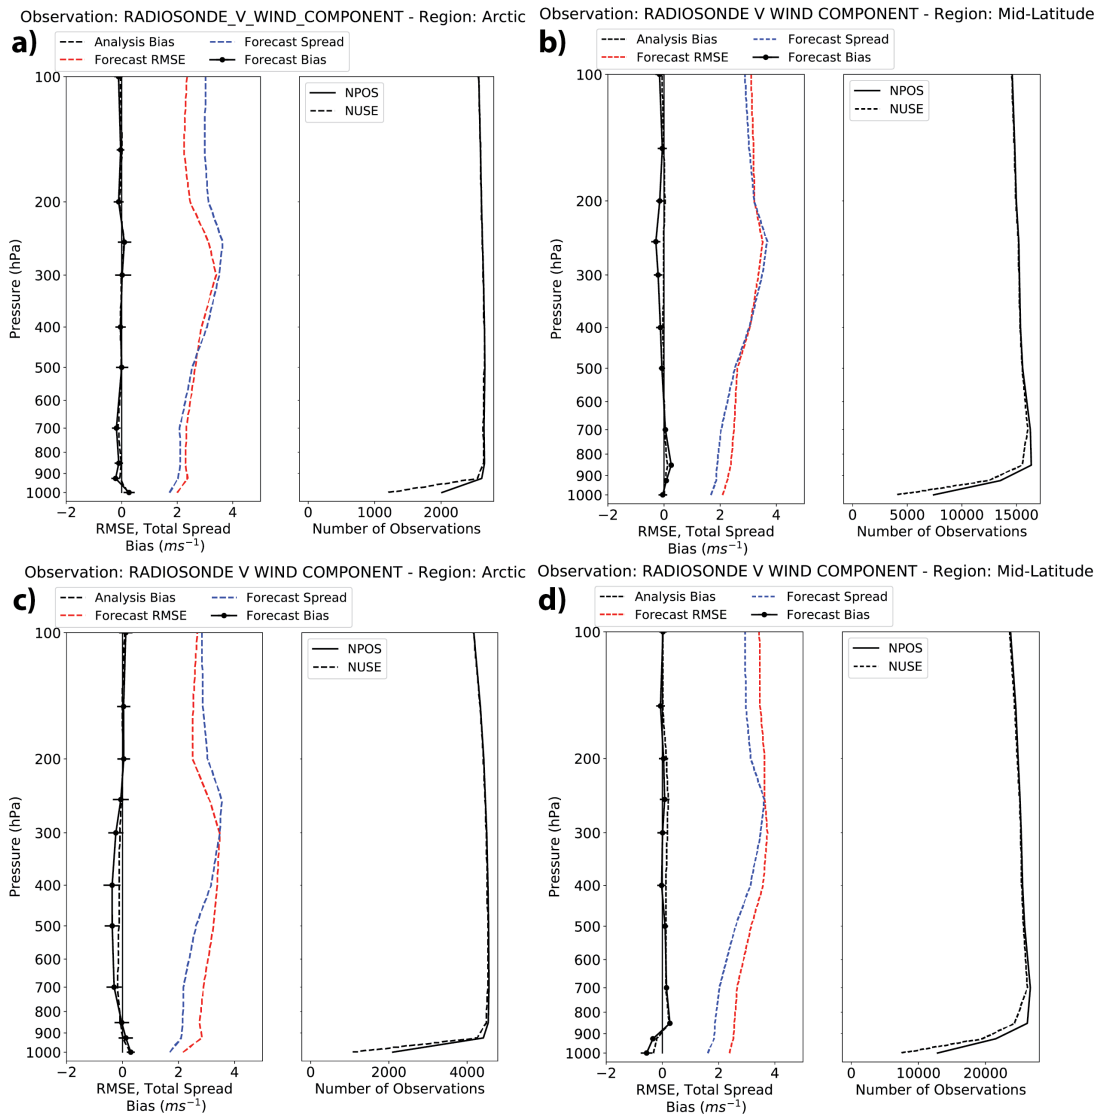 Observation: RADIOSONDE_V_WIND_COMPONENT - Region: Arctic
a)
Analysis Bias
Forecast RMSE
Forecast Spread
Forecast Bias
NPOS
NUSE
100
200
300
400
500
600
700
800
900
1000
Pressure (hPa)
−2 0 2 4
RMSE, Total Spread
Bias (ms⁻¹)
0 1000 2000
Number of Observations
Observation: RADIOSONDE V WIND COMPONENT - Region: Mid-Latitude
b)
Analysis Bias
Forecast RMSE
Forecast Spread
Forecast Bias
NPOS
NUSE
100
200
300
400
500
600
700
800
900
1000
Pressure (hPa)
−2 0 2 4
RMSE, Total Spread
Bias (ms⁻¹)
0 5000 10000 15000
Number of Observations
Observation: RADIOSONDE V WIND COMPONENT - Region: Arctic
c)
Analysis Bias
Forecast RMSE
Forecast Spread
Forecast Bias
NPOS
NUSE
100
200
300
400
500
600
700
800
900
1000
Pressure (hPa)
−2 0 2 4
RMSE, Total Spread
Bias (ms⁻¹)
0 2000 4000
Number of Observations
Observation: RADIOSONDE V WIND COMPONENT - Region: Mid-Latitude
d)
Analysis Bias
Forecast RMSE
Forecast Spread
Forecast Bias
NPOS
NUSE
100
200
300
400
500
600
700
800
900
1000
Pressure (hPa)
−2 0 2 4
RMSE, Total Spread
Bias (ms⁻¹)
0 10000 20000
Number of Observations